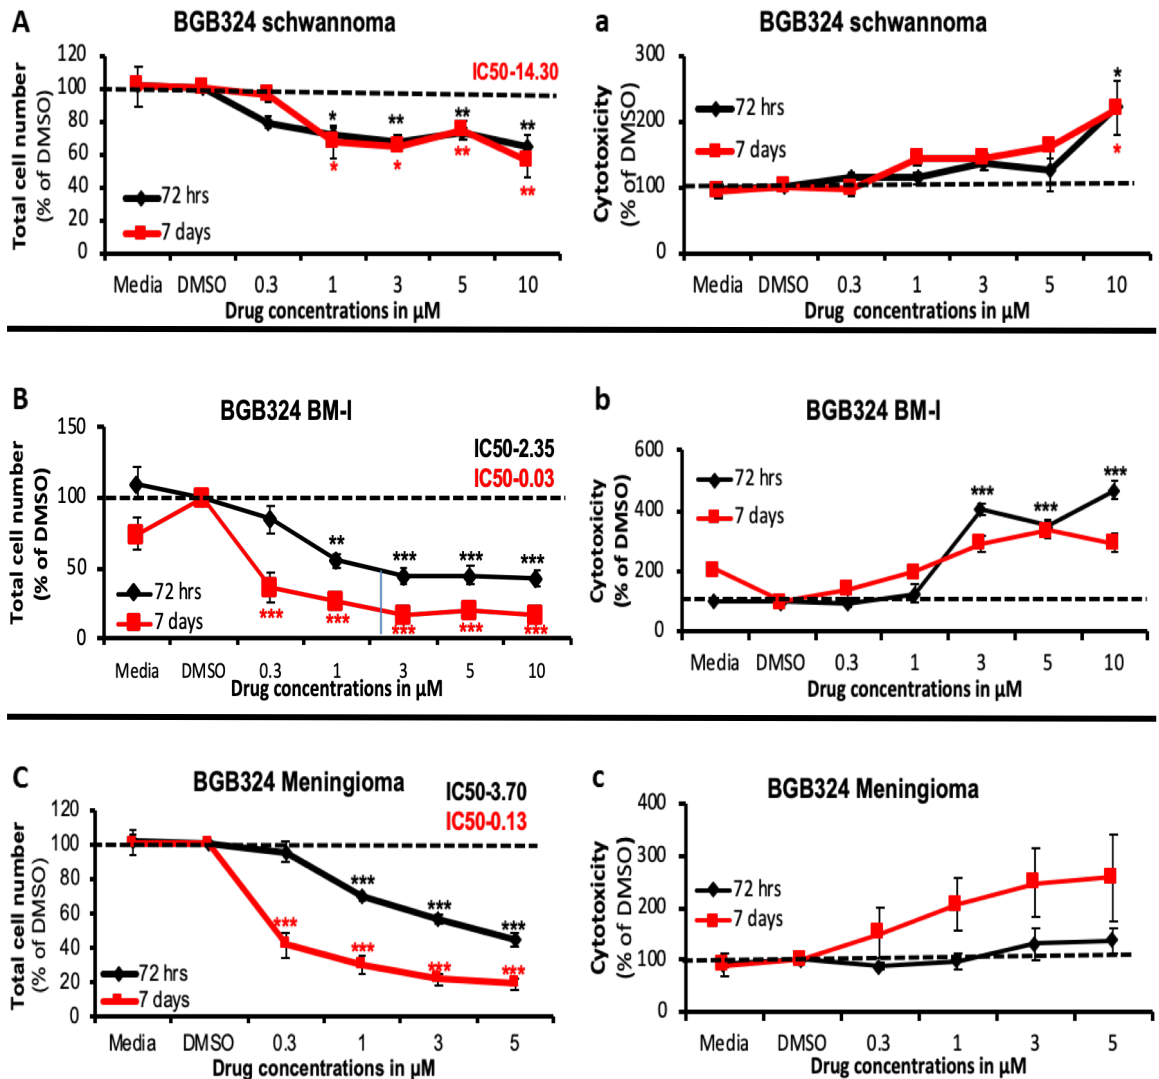 A
BGB324 schwannoma
IC50-14.30
Total cell number
(% of DMSO)
120
100
80
60
40
20
0
*
**
**
**
*
*
**
**
72 hrs
7 days
Media DMSO 0.3 1 3 5 10
Drug concentrations in µM
a
BGB324 schwannoma
Cytotoxicity
(% of DMSO)
300
200
100
0
72 hrs
7 days
*
*
Media DMSO 0.3 1 3 5 10
Drug concentrations in µM
B
BGB324 BM-I
IC50-2.35
IC50-0.03
Total cell number
(% of DMSO)
150
100
50
0
**
***
***
***
***
***
***
***
***
72 hrs
7 days
Media DMSO 0.3 1 3 5 10
Drug concentrations in µM
b
BGB324 BM-I
Cytotoxicity
(% of DMSO)
600
400
200
0
72 hrs
7 days
***
***
***
Media DMSO 0.3 1 3 5 10
Drug concentrations in µM
C
BGB324 Meningioma
IC50-3.70
IC50-0.13
Total cell number
(% of DMSO)
120
100
80
60
40
20
0
***
***
***
***
***
***
***
72 hrs
7 days
Media DMSO 0.3 1 3 5
Drug concentrations in µM
c
BGB324 Meningioma
Cytotoxicity
(% of DMSO)
400
300
200
100
0
72 hrs
7 days
Media DMSO 0.3 1 3 5
Drug concentrations in µM